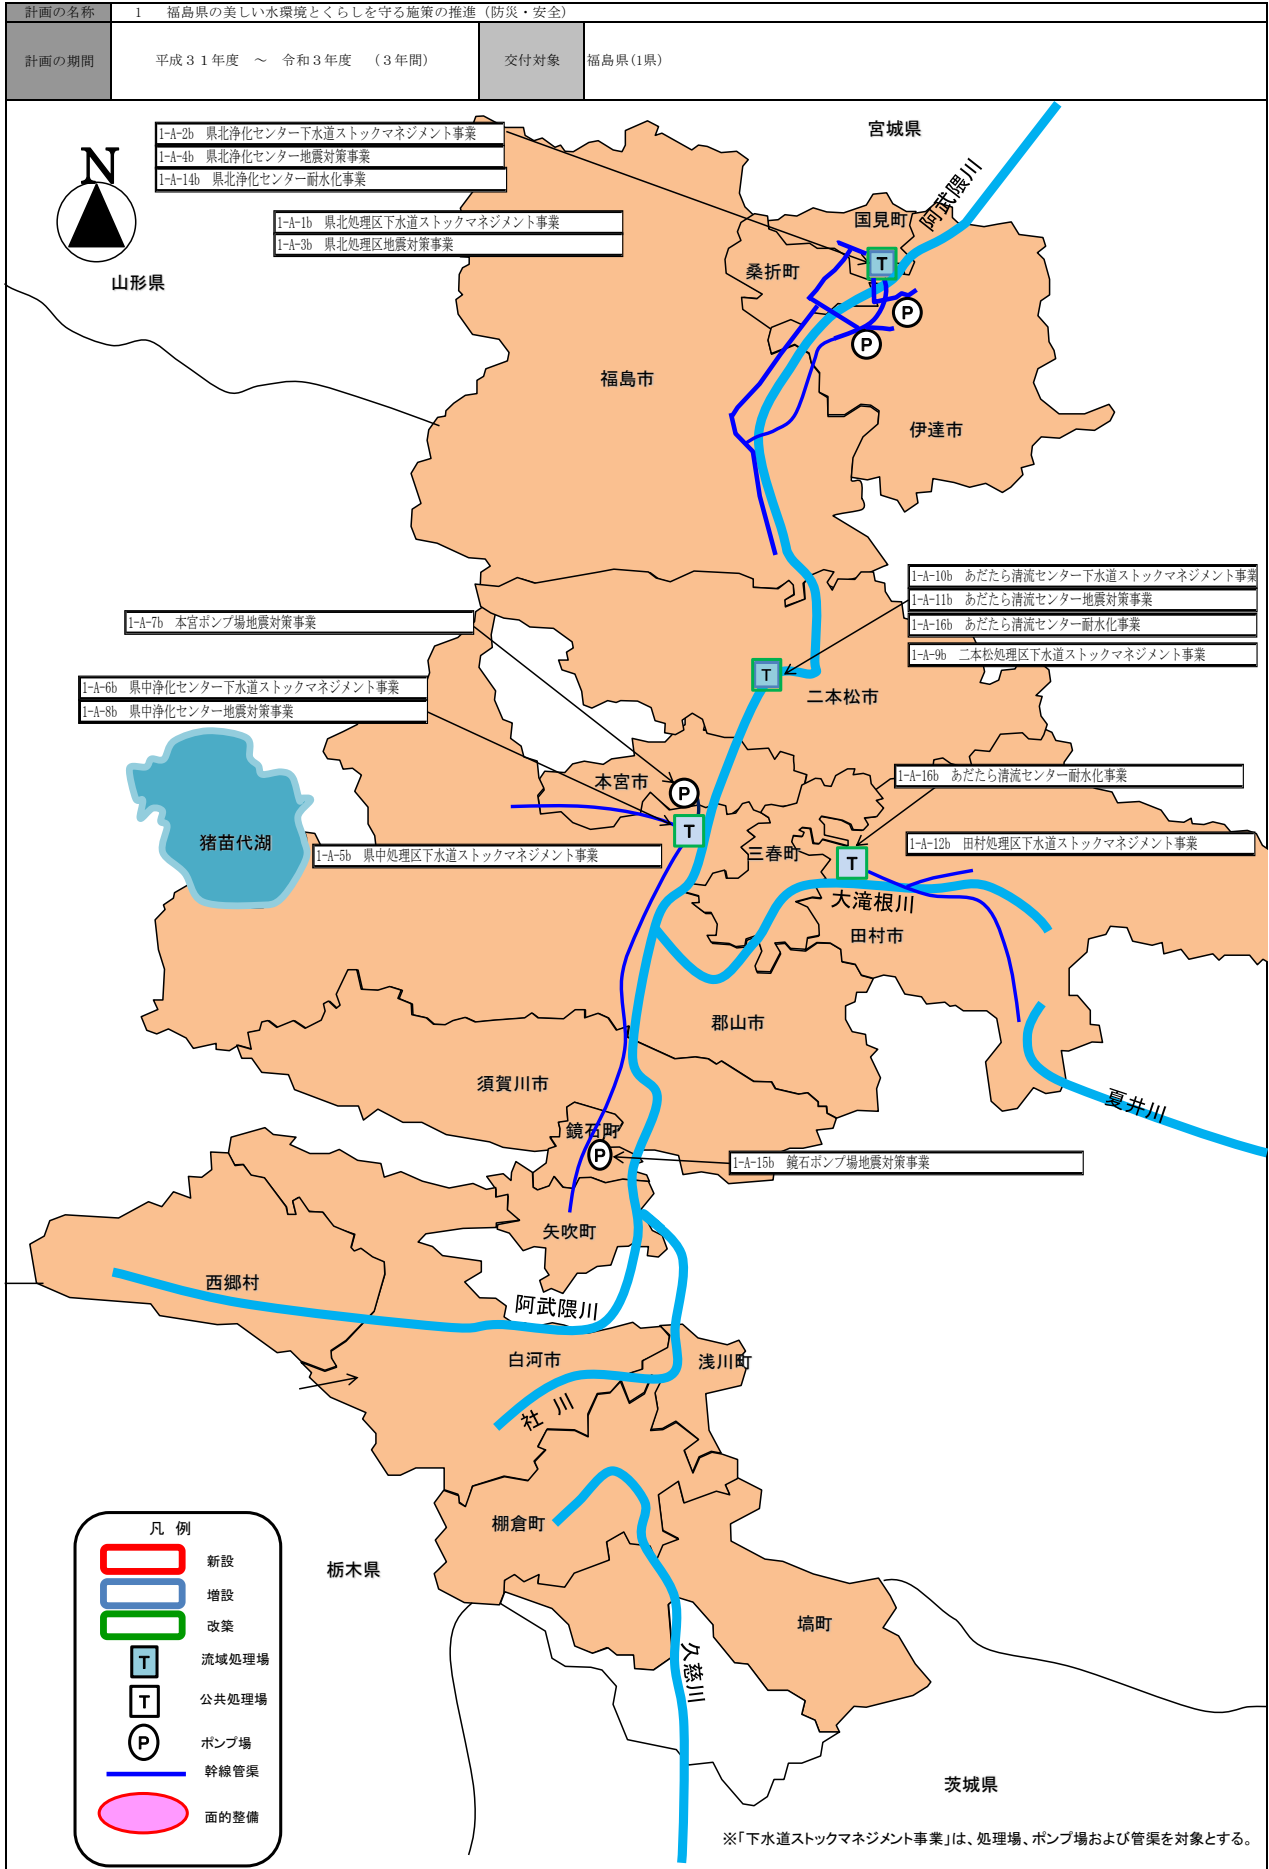 計画の名称　1　福島県の美しい水環境とくらしを守る施策の推進（防災・安全）
計画の期間　平成３１年度　～　令和３年度　（３年間）　交付対象　福島県(1県)
宮城県
1-A-2b　県北浄化センター下水道ストックマネジメント事業
1-A-4b　県北浄化センター地震対策事業
1-A-14b　県北浄化センター耐水化事業
N
阿武隈川
国見町
1-A-1b　県北処理区下水道ストックマネジメント事業
1-A-3b　県北処理区地震対策事業
T
桑折町
山形県
P
P
福島市
伊達市
1-A-10b　あだたら清流センター下水道ストックマネジメント事業
1-A-11b　あだたら清流センター地震対策事業
1-A-16b　あだたら清流センター耐水化事業
1-A-9b　二本松処理区下水道ストックマネジメント事業
1-A-7b　本宮ポンプ場地震対策事業
T
二本松市
1-A-6b　県中浄化センター下水道ストックマネジメント事業
1-A-8b　県中浄化センター地震対策事業
本宮市
P
1-A-16b　あだたら清流センター耐水化事業
T
猪苗代湖
1-A-5b　県中処理区下水道ストックマネジメント事業
三春町
T
1-A-12b　田村処理区下水道ストックマネジメント事業
大滝根川
田村市
郡山市
須賀川市
夏井川
鏡石町
P
1-A-15b　鏡石ポンプ場地震対策事業
矢吹町
西郷村
阿武隈川
白河市
浅川町
社川
棚倉町
栃木県
塙町
久慈川
茨城県
凡 例
新設
増設
改築
T　流域処理場
T　公共処理場
P　ポンプ場
幹線管渠
面的整備
※｢下水道ストックマネジメント事業｣は、処理場、ポンプ場および管渠を対象とする。